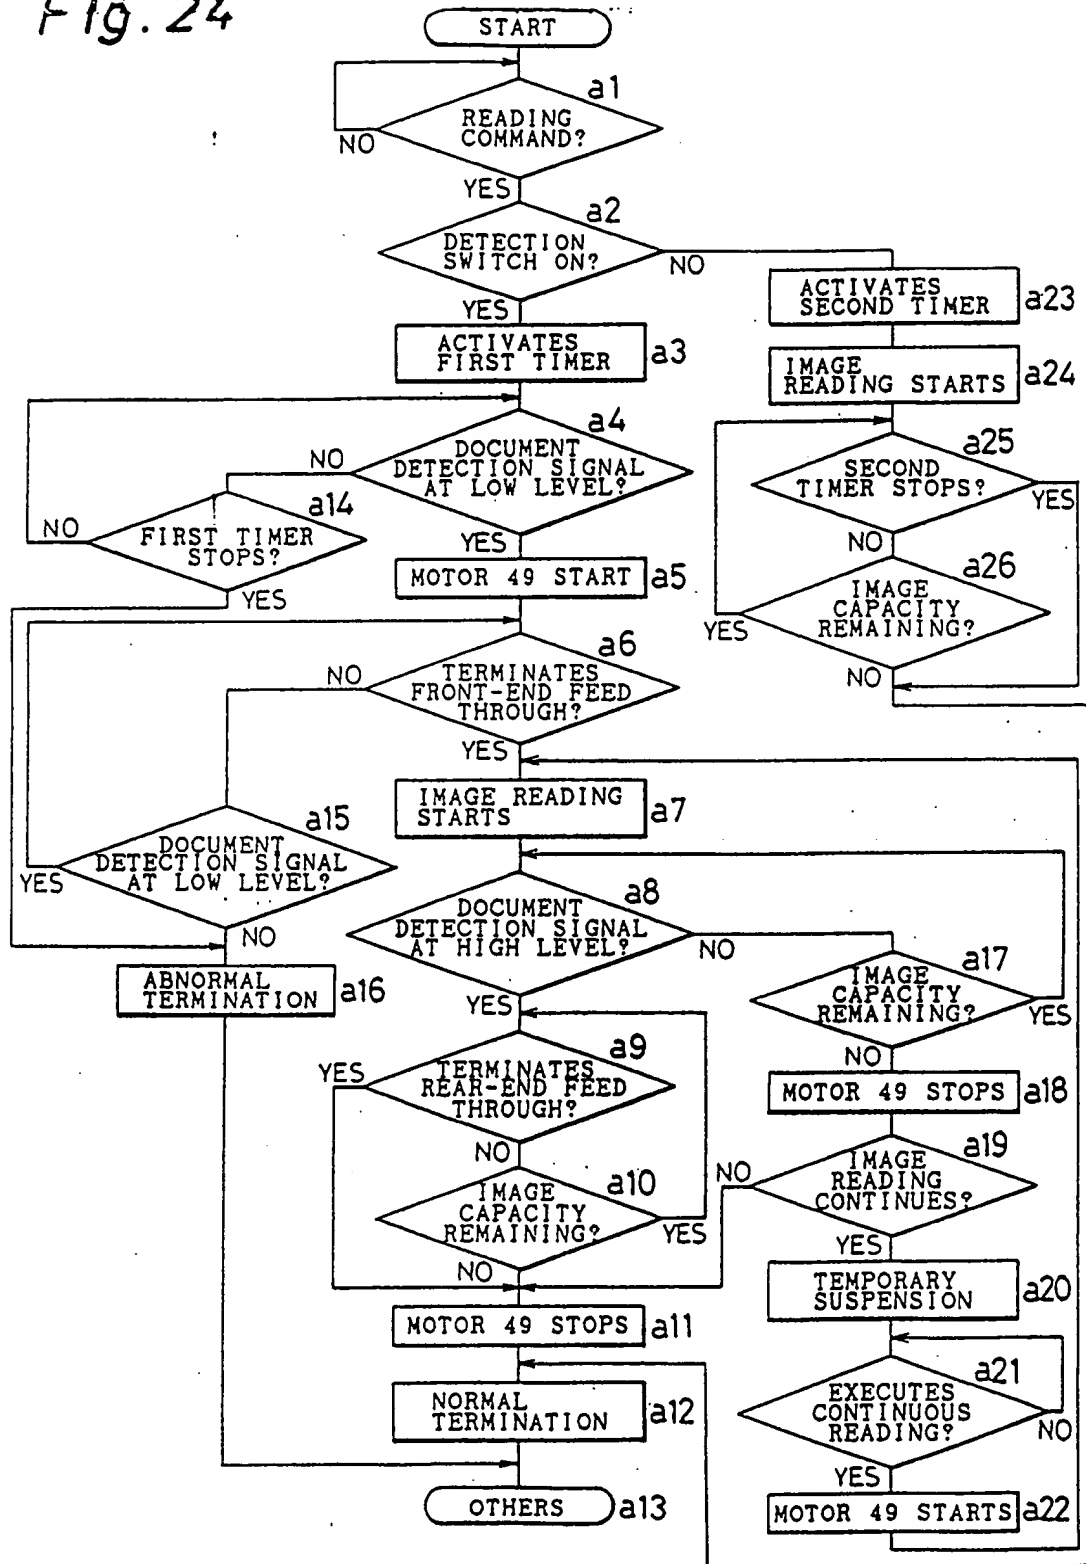 Fig. 24
START
a1
READING
COMMAND?
NO
YES
a2
DETECTION
SWITCH ON?
NO
YES
ACTIVATES
FIRST TIMER
a3
ACTIVATES
SECOND TIMER
a23
IMAGE
READING STARTS
a24
a4
DOCUMENT
DETECTION SIGNAL
AT LOW LEVEL?
NO
YES
a14
FIRST TIMER
STOPS?
NO
YES
a25
SECOND
TIMER STOPS?
YES
NO
a26
IMAGE
CAPACITY
REMAINING?
YES
NO
MOTOR 49 START
a5
a6
TERMINATES
FRONT-END FEED
THROUGH?
NO
YES
IMAGE READING
STARTS
a7
a15
DOCUMENT
DETECTION SIGNAL
AT LOW LEVEL?
YES
NO
ABNORMAL
TERMINATION
a16
a8
DOCUMENT
DETECTION SIGNAL
AT HIGH LEVEL?
NO
YES
a17
IMAGE
CAPACITY
REMAINING?
YES
NO
a9
TERMINATES
REAR-END FEED
THROUGH?
YES
NO
MOTOR 49 STOPS
a18
a10
IMAGE
CAPACITY
REMAINING?
YES
NO
a19
IMAGE
READING
CONTINUES?
NO
YES
TEMPORARY
SUSPENSION
a20
MOTOR 49 STOPS
a11
a21
EXECUTES
CONTINUOUS
READING?
NO
YES
NORMAL
TERMINATION
a12
MOTOR 49 STARTS
a22
OTHERS
a13